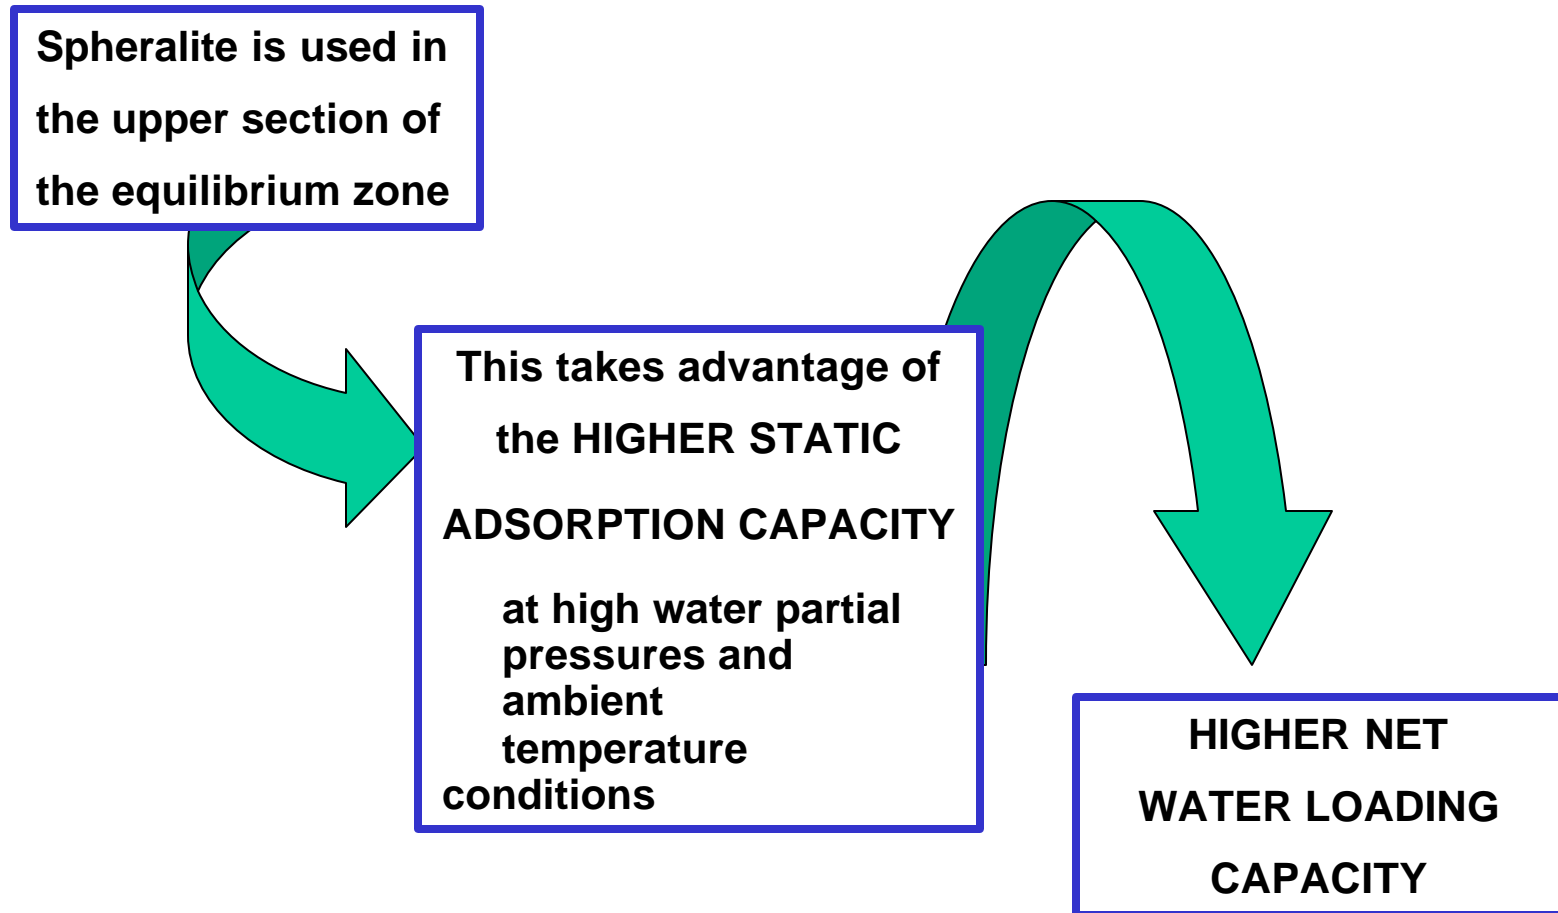 Spheralite is used in
the upper section of
the equilibrium zone
This takes advantage of
the HIGHER STATIC
ADSORPTION CAPACITY
at high water partial
pressures and
ambient
temperature
conditions
HIGHER NET
WATER LOADING
CAPACITY